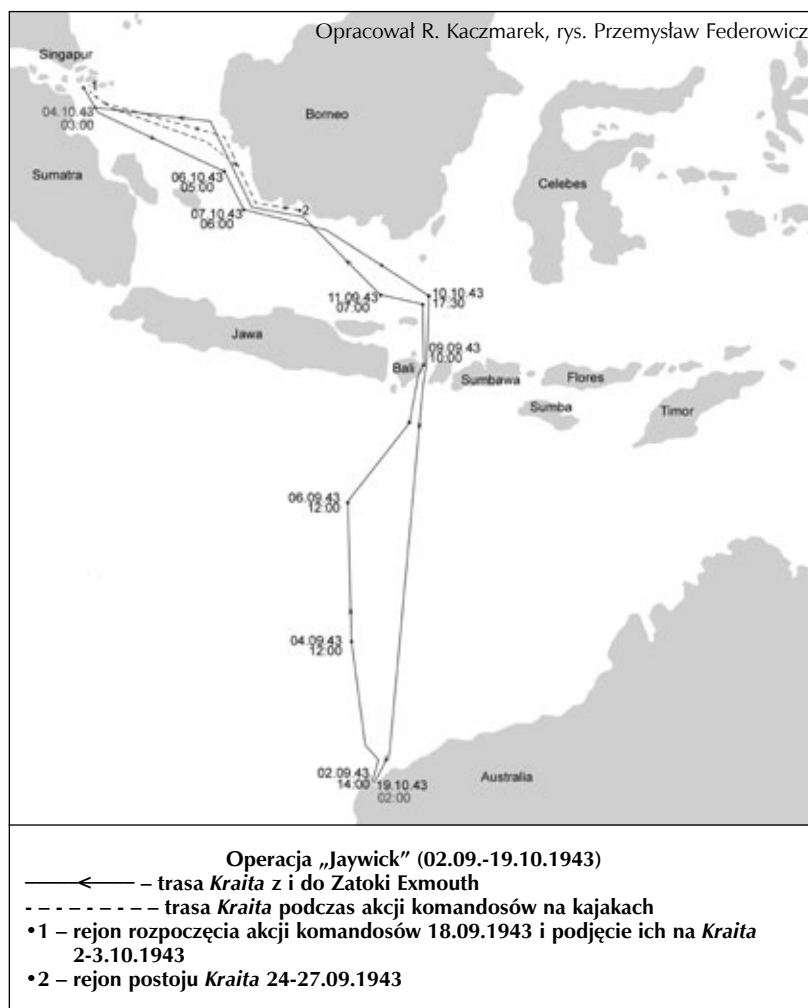 Opracował R. Kaczmarek, rys. Przemysław Federowicz
Singapur
1
04.10.43
03:00
Borneo
Sumatra
Celebes
06.10.43
05:00
07.10.43
06:00
2
11.09.43
07:00
10.10.43
17:30
Jawa
09.09.43
10:00
Bali
Sumbawa
Flores
Sumba
Timor
06.09.43
12:00
04.09.43
12:00
02.09.43
14:00
19.10.43
02:00
Australia
Operacja „Jaywick” (02.09.-19.10.1943)
– trasa Kraita z i do Zatoki Exmouth
– trasa Kraita podczas akcji komandosów na kajakach
•1 – rejon rozpoczęcia akcji komandosów 18.09.1943 i podjęcie ich na Kraita
2-3.10.1943
•2 – rejon postoju Kraita 24-27.09.1943